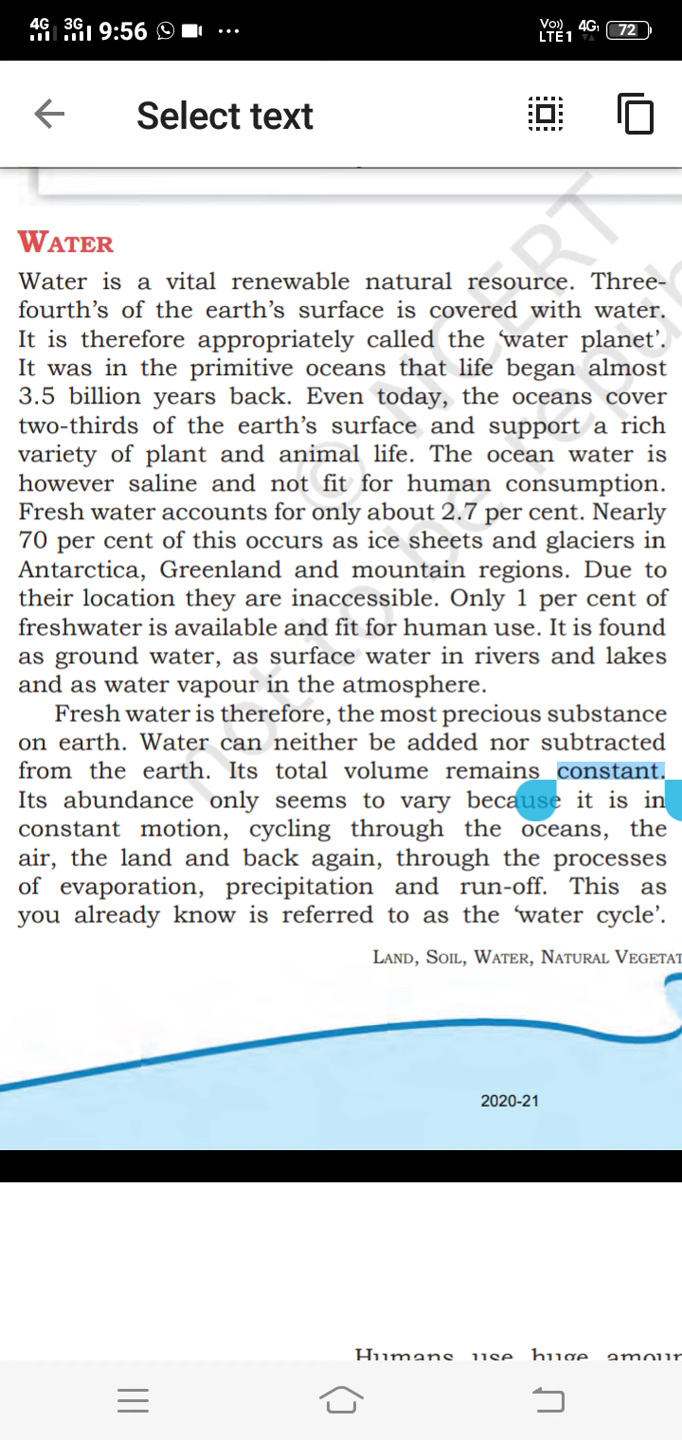 4G 3G 9:56 Vo)) LTE1 4G 72
Select text
WATER
Water is a vital renewable natural resource. Three-
fourth's of the earth's surface is covered with water.
It is therefore appropriately called the 'water planet'.
It was in the primitive oceans that life began almost
3.5 billion years back. Even today, the oceans cover
two-thirds of the earth's surface and support a rich
variety of plant and animal life. The ocean water is
however saline and not fit for human consumption.
Fresh water accounts for only about 2.7 per cent. Nearly
70 per cent of this occurs as ice sheets and glaciers in
Antarctica, Greenland and mountain regions. Due to
their location they are inaccessible. Only 1 per cent of
freshwater is available and fit for human use. It is found
as ground water, as surface water in rivers and lakes
and as water vapour in the atmosphere.
Fresh water is therefore, the most precious substance
on earth. Water can neither be added nor subtracted
from the earth. Its total volume remains constant.
Its abundance only seems to vary because it is in
constant motion, cycling through the oceans, the
air, the land and back again, through the processes
of evaporation, precipitation and run-off. This as
you already know is referred to as the 'water cycle'.
© NCERT
not to be repub
LAND, SOIL, WATER, NATURAL VEGETAT
2020-21
Humans use huge amoun